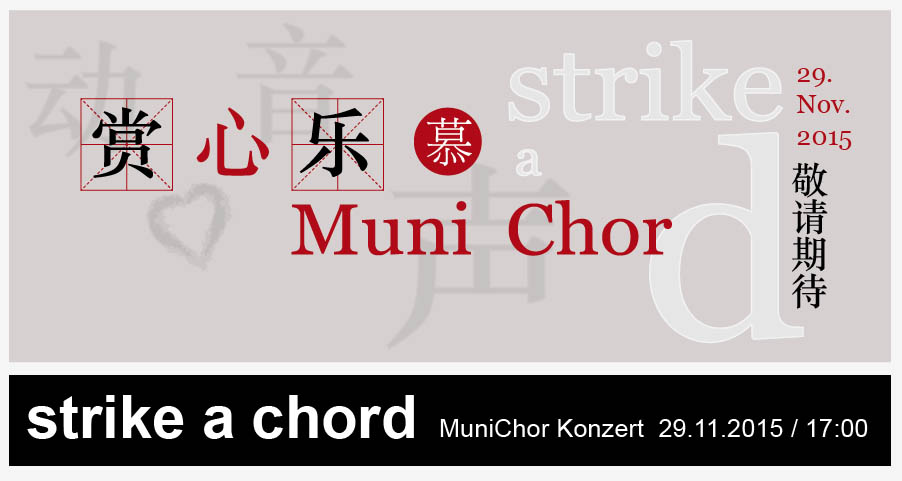 动 音
strike
a
29.
Nov.
2015
赏心乐慕
敬请期待
Muni Chor
声
d
strike a chord MuniChor Konzert 29.11.2015 / 17:00